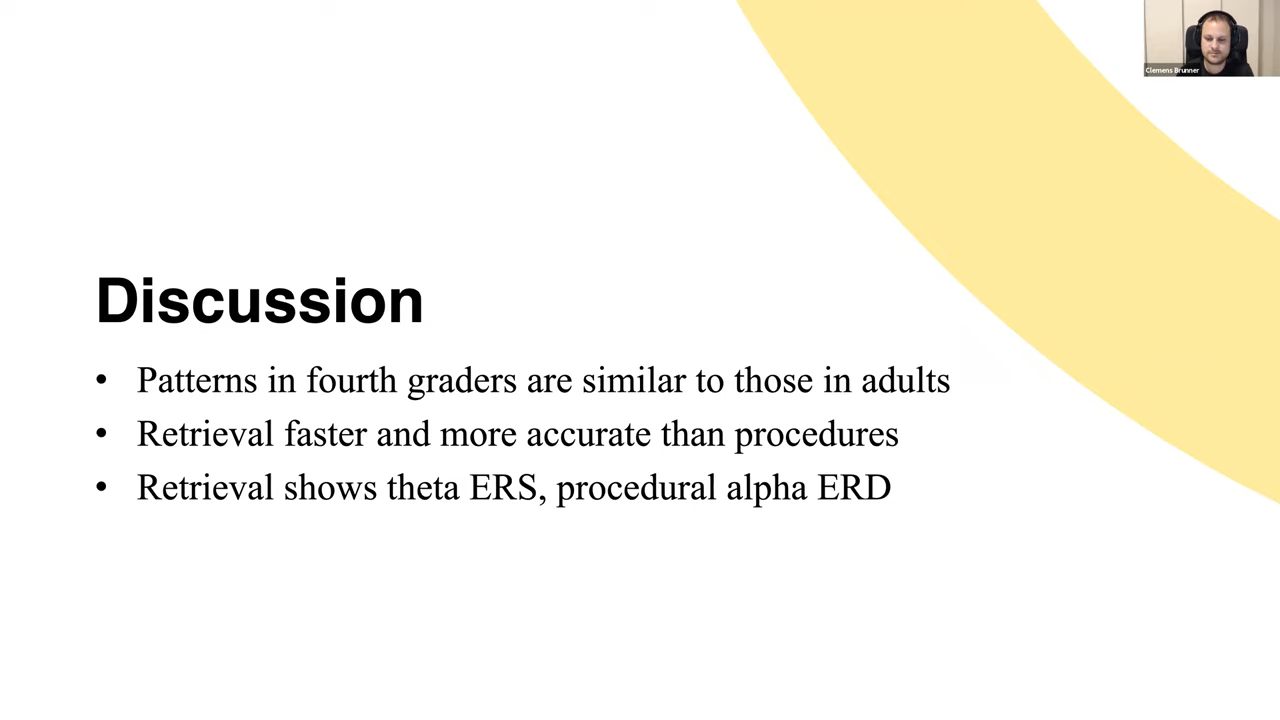 Clemens Brunner
Discussion
• Patterns in fourth graders are similar to those in adults
• Retrieval faster and more accurate than procedures
• Retrieval shows theta ERS, procedural alpha ERD